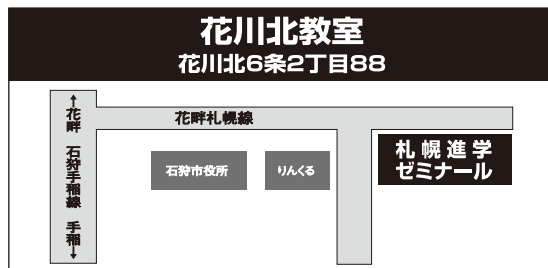 花川北教室
花川北6条2丁目88
花畔札幌線
↑花畔 石狩手稲線 手稲↓
石狩市役所
りんくる
札幌進学
ゼミナール